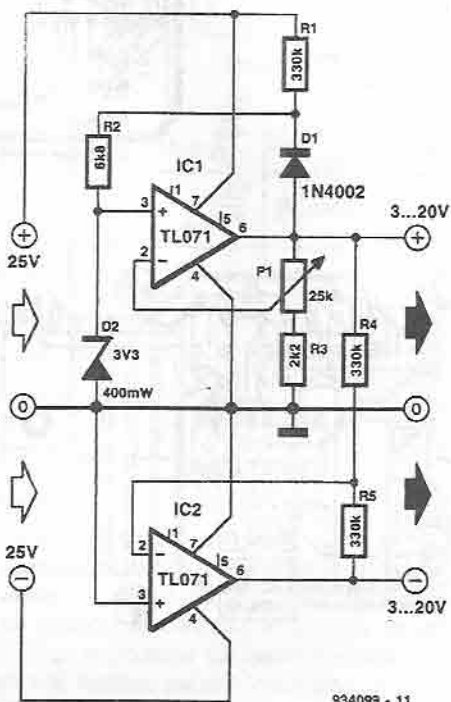 R1
330k
R2
6k8
D1
1N4002
IC1
1
7
3
+
TL071
5
6
2
−
4
3...20V
+
+
25V
P1
25k
D2
3V3
400mW
R3
2k2
R4
330k
0
0
IC2
1
7
2
−
TL071
5
6
3
+
4
R5
330k
25V
−
−
3...20V
934099 - 11